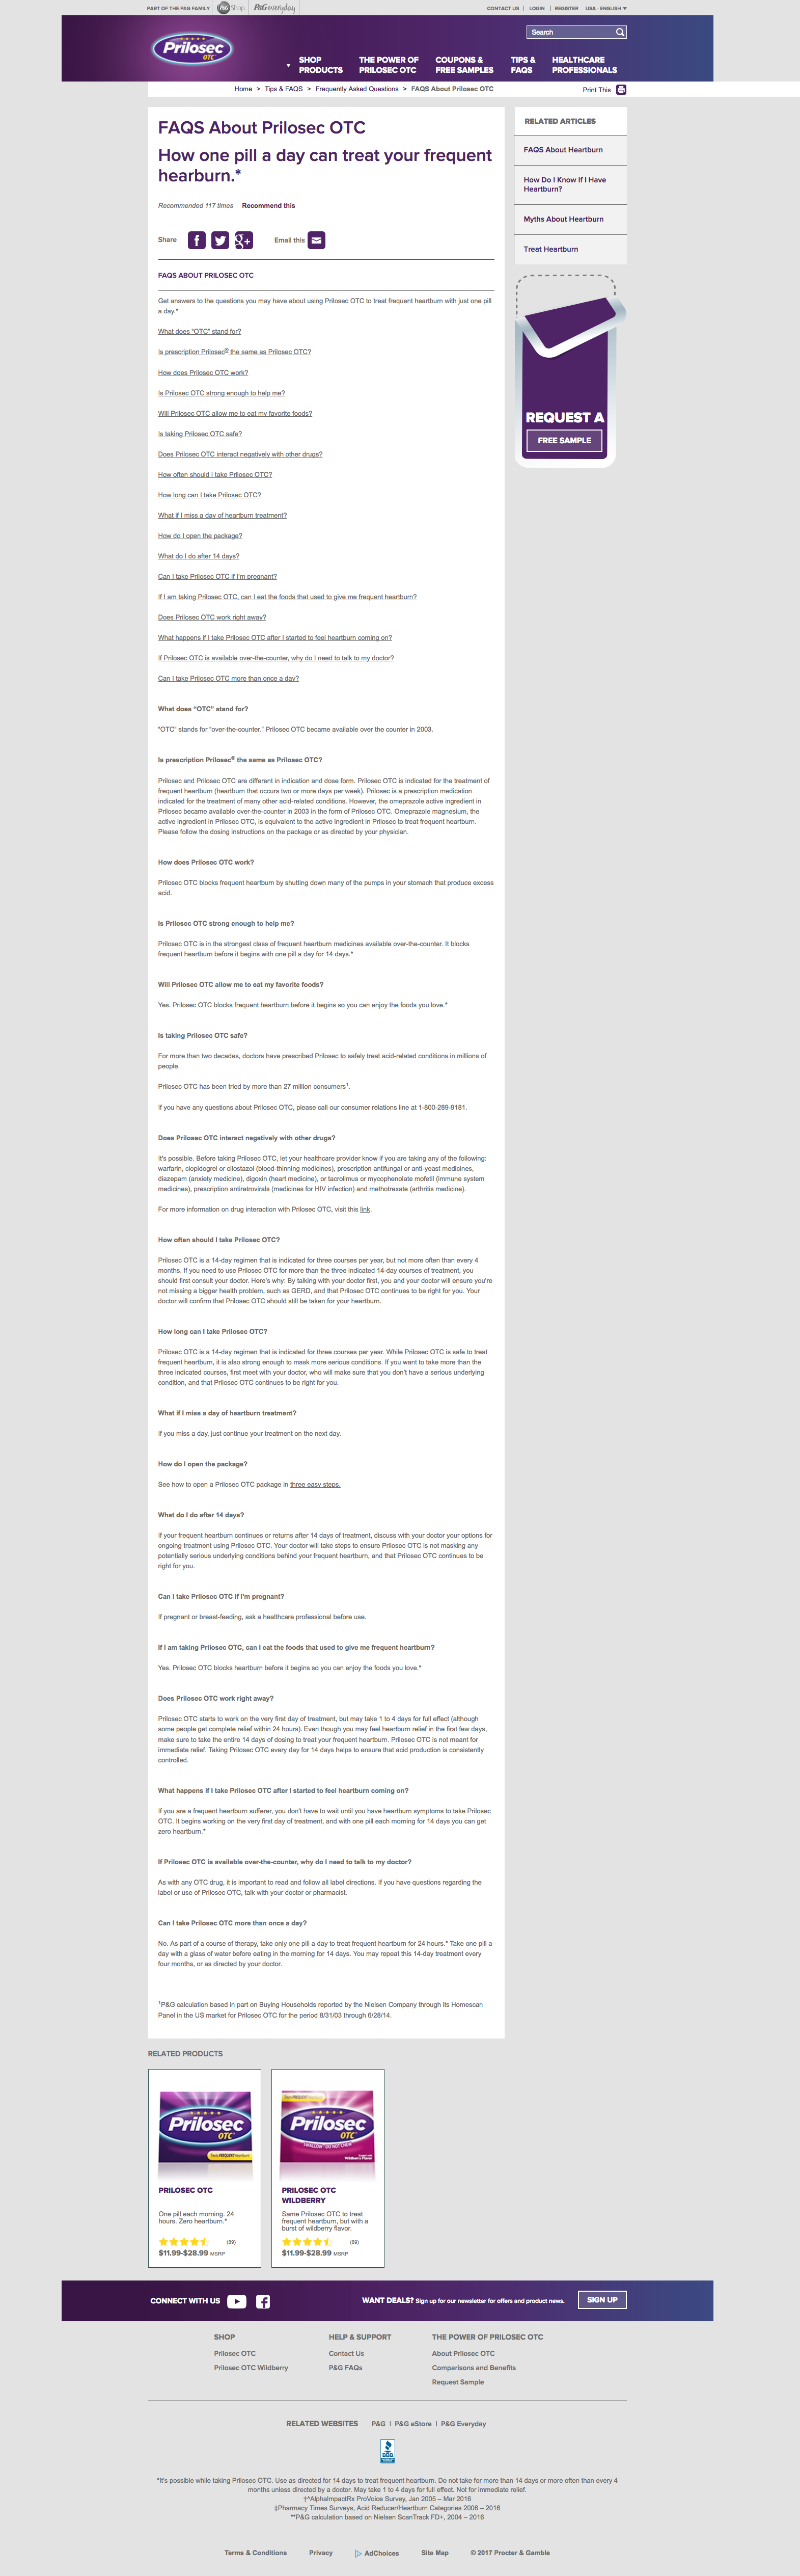 PART OF THE P&G FAMILY
P&G Shop
P&G everyday
CONTACT US | LOGIN | REGISTER USA - ENGLISH ▼
Prilosec
OTC
Search
SHOP
PRODUCTS
THE POWER OF
PRILOSEC OTC
COUPONS &
FREE SAMPLES
TIPS &
FAQS
HEALTHCARE
PROFESSIONALS
Home > Tips & FAQS > Frequently Asked Questions > FAQS About Prilosec OTC
Print This
FAQS About Prilosec OTC
How one pill a day can treat your frequent
hearburn.*
Recommended 117 times Recommend this
Share
Email this
FAQS ABOUT PRILOSEC OTC
Get answers to the questions you may have about using Prilosec OTC to treat frequent heartburn with just one pill
a day.*
What does "OTC" stand for?
Is prescription Prilosec® the same as Prilosec OTC?
How does Prilosec OTC work?
Is Prilosec OTC strong enough to help me?
Will Prilosec OTC allow me to eat my favorite foods?
Is taking Prilosec OTC safe?
Does Prilosec OTC interact negatively with other drugs?
How often should I take Prilosec OTC?
How long can I take Prilosec OTC?
What if I miss a day of heartburn treatment?
How do I open the package?
What do I do after 14 days?
Can I take Prilosec OTC if I'm pregnant?
If I am taking Prilosec OTC, can I eat the foods that used to give me frequent heartburn?
Does Prilosec OTC work right away?
What happens if I take Prilosec OTC after I started to feel heartburn coming on?
If Prilosec OTC is available over-the-counter, why do I need to talk to my doctor?
Can I take Prilosec OTC more than once a day?
What does "OTC" stand for?
"OTC" stands for "over-the-counter." Prilosec OTC became available over the counter in 2003.
Is prescription Prilosec® the same as Prilosec OTC?
Prilosec and Prilosec OTC are different in indication and dose form. Prilosec OTC is indicated for the treatment of
frequent heartburn (heartburn that occurs two or more days per week). Prilosec is a prescription medication
indicated for the treatment of many other acid-related conditions. However, the omeprazole active ingredient in
Prilosec became available over-the-counter in 2003 in the form of Prilosec OTC. Omeprazole magnesium, the
active ingredient in Prilosec OTC, is equivalent to the active ingredient in Prilosec to treat frequent heartburn.
Please follow the dosing instructions on the package or as directed by your physician.
How does Prilosec OTC work?
Prilosec OTC blocks frequent heartburn by shutting down many of the pumps in your stomach that produce excess
acid.
Is Prilosec OTC strong enough to help me?
Prilosec OTC is in the strongest class of frequent heartburn medicines available over-the-counter. It blocks
frequent heartburn before it begins with one pill a day for 14 days.*
Will Prilosec OTC allow me to eat my favorite foods?
Yes. Prilosec OTC blocks frequent heartburn before it begins so you can enjoy the foods you love.*
Is taking Prilosec OTC safe?
For more than two decades, doctors have prescribed Prilosec to safely treat acid-related conditions in millions of
people.
Prilosec OTC has been tried by more than 27 million consumers†.
If you have any questions about Prilosec OTC, please call our consumer relations line at 1-800-289-9181.
Does Prilosec OTC interact negatively with other drugs?
It's possible. Before taking Prilosec OTC, let your healthcare provider know if you are taking any of the following:
warfarin, clopidogrel or cilostazol (blood-thinning medicines), prescription antifungal or anti-yeast medicines,
diazepam (anxiety medicine), digoxin (heart medicine), or tacrolimus or mycophenolate mofetil (immune system
medicines), prescription antiretrovirals (medicines for HIV infection) and methotrexate (arthritis medicine).
For more information on drug interaction with Prilosec OTC, visit this link.
How often should I take Prilosec OTC?
Prilosec OTC is a 14-day regimen that is indicated for three courses per year, but not more often than every 4
months. If you need to use Prilosec OTC for more than the three indicated 14-day courses of treatment, you
should first consult your doctor. Here's why: By talking with your doctor first, you and your doctor will ensure you're
not missing a bigger health problem, such as GERD, and that Prilosec OTC continues to be right for you. Your
doctor will confirm that Prilosec OTC should still be taken for your heartburn.
How long can I take Prilosec OTC?
Prilosec OTC is a 14-day regimen that is indicated for three courses per year. While Prilosec OTC is safe to treat
frequent heartburn, it is also strong enough to mask more serious conditions. If you want to take more than the
three indicated courses, first meet with your doctor, who will make sure that you don't have a serious underlying
condition, and that Prilosec OTC continues to be right for you.
What if I miss a day of heartburn treatment?
If you miss a day, just continue your treatment on the next day.
How do I open the package?
See how to open a Prilosec OTC package in three easy steps.
What do I do after 14 days?
If your frequent heartburn continues or returns after 14 days of treatment, discuss with your doctor your options for
ongoing treatment using Prilosec OTC. Your doctor will take steps to ensure Prilosec OTC is not masking any
potentially serious underlying conditions behind your frequent heartburn, and that Prilosec OTC continues to be
right for you.
Can I take Prilosec OTC if I'm pregnant?
If pregnant or breast-feeding, ask a healthcare professional before use.
If I am taking Prilosec OTC, can I eat the foods that used to give me frequent heartburn?
Yes. Prilosec OTC blocks heartburn before it begins so you can enjoy the foods you love.*
Does Prilosec OTC work right away?
Prilosec OTC starts to work on the very first day of treatment, but may take 1 to 4 days for full effect (although
some people get complete relief within 24 hours). Even though you may feel heartburn relief in the first few days,
make sure to take the entire 14 days of dosing to treat your frequent heartburn. Prilosec OTC is not meant for
immediate relief. Taking Prilosec OTC every day for 14 days helps to ensure that acid production is consistently
controlled.
What happens if I take Prilosec OTC after I started to feel heartburn coming on?
If you are a frequent heartburn sufferer, you don't have to wait until you have heartburn symptoms to take Prilosec
OTC. It begins working on the very first day of treatment, and with one pill each morning for 14 days you can get
zero heartburn.*
If Prilosec OTC is available over-the-counter, why do I need to talk to my doctor?
As with any OTC drug, it is important to read and follow all label directions. If you have questions regarding the
label or use of Prilosec OTC, talk with your doctor or pharmacist.
Can I take Prilosec OTC more than once a day?
No. As part of a course of therapy, take only one pill a day to treat frequent heartburn for 24 hours.* Take one pill a
day with a glass of water before eating in the morning for 14 days. You may repeat this 14-day treatment every
four months, or as directed by your doctor.
†P&G calculation based in part on Buying Households reported by the Nielsen Company through its Homescan
Panel in the US market for Prilosec OTC for the period 8/31/03 through 6/28/14.
RELATED ARTICLES
FAQS About Heartburn
How Do I Know If I Have
Heartburn?
Myths About Heartburn
Treat Heartburn
REQUEST A
FREE SAMPLE
RELATED PRODUCTS
Prilosec
OTC
PRILOSEC OTC
One pill each morning. 24
hours. Zero heartburn.*
(89)
$11.99-$28.99 MSRP
Prilosec
OTC
SWALLOW - DO NOT CHEW
PRILOSEC OTC
WILDBERRY
Same Prilosec OTC to treat
frequent heartburn, but with a
burst of wildberry flavor.
(89)
$11.99-$28.99 MSRP
CONNECT WITH US
WANT DEALS? Sign up for our newsletter for offers and product news.
SIGN UP
SHOP
Prilosec OTC
Prilosec OTC Wildberry
HELP & SUPPORT
Contact Us
P&G FAQs
THE POWER OF PRILOSEC OTC
About Prilosec OTC
Comparisons and Benefits
Request Sample
RELATED WEBSITES P&G | P&G eStore | P&G Everyday
BBB
*It's possible while taking Prilosec OTC. Use as directed for 14 days to treat frequent heartburn. Do not take for more than 14 days or more often than every 4
months unless directed by a doctor. May take 1 to 4 days for full effect. Not for immediate relief.
†^AlphaImpactRx ProVoice Survey, Jan 2005 – Mar 2016
‡Pharmacy Times Surveys, Acid Reducer/Heartburn Categories 2006 – 2016
**P&G calculation based on Nielsen ScanTrack FD+, 2004 – 2016
Terms & Conditions Privacy AdChoices Site Map © 2017 Procter & Gamble